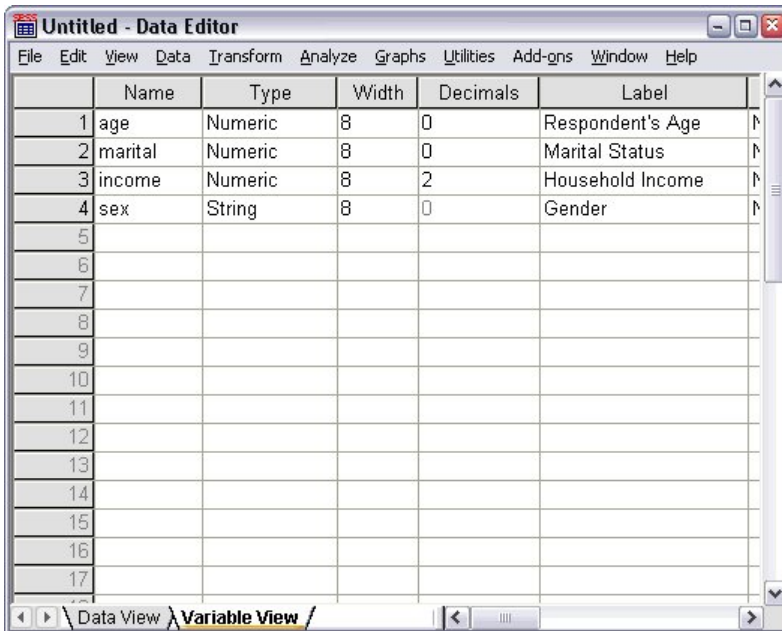 Untitled - Data Editor
File Edit View Data Transform Analyze Graphs Utilities Add-ons Window Help
Name Type Width Decimals Label
1 age Numeric 8 0 Respondent's Age
2 marital Numeric 8 0 Marital Status
3 income Numeric 8 2 Household Income
4 sex String 8 0 Gender
5
6
7
8
9
10
11
12
13
14
15
16
17
Data View Variable View